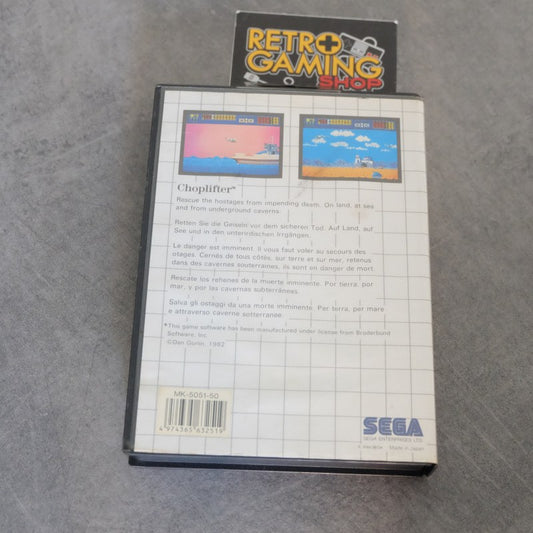 RETRO
GAMING
SHOP
Choplifter*
Rescue the hostages from impending doom. On land, at sea
and from underground caverns.
Retten Sie die Geiseln vor dem sicheren Tod. Auf Land, auf
See und in den unterirdischen Irrgängen.
Le danger est imminent. Il vous faut voler au secours des
otages. Cernés de tous côtés, sur terre et sur mer, retenus
dans des cavernes souterraines, ils sont en danger de mort
Rescate los rehenes de la muerte inminente. Por tierra, por
mar, y por las cavernas subterráneas.
Salva gli ostaggi da una morte imminente. Per terra, per mare
e attraverso caverne sotterranee.
*This game software has been manufactured under license from Broderbund
Software, Inc.
©Dan Gorlin, 1982
MK-5051-50
4 974365 632519
SEGA
SEGA ENTERPRISES LTD.